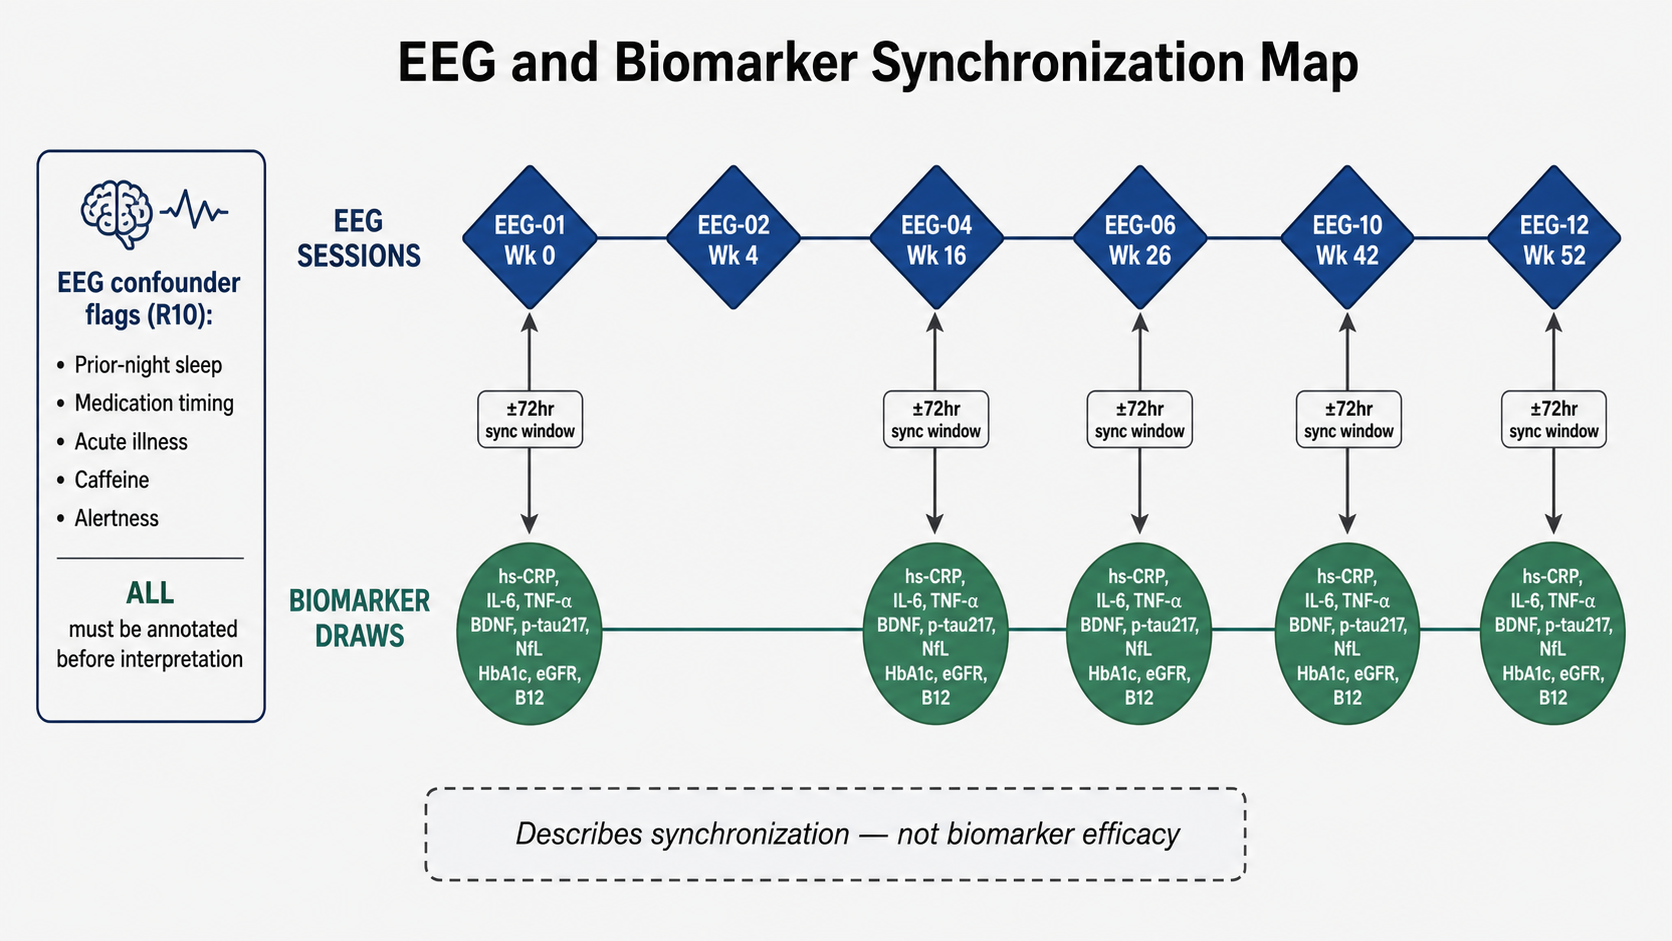 EEG and Biomarker Synchronization Map
EEG confounder
flags (R10):
• Prior-night sleep
• Medication timing
• Acute illness
• Caffeine
• Alertness
ALL
must be annotated
before interpretation
EEG
SESSIONS
EEG-01
Wk 0
EEG-02
Wk 4
EEG-04
Wk 16
EEG-06
Wk 26
EEG-10
Wk 42
EEG-12
Wk 52
±72hr
sync window
±72hr
sync window
±72hr
sync window
±72hr
sync window
±72hr
sync window
BIOMARKER
DRAWS
hs-CRP,
IL-6, TNF-α
BDNF, p-tau217,
NfL
HbA1c, eGFR,
B12
hs-CRP,
IL-6, TNF-α
BDNF, p-tau217,
NfL
HbA1c, eGFR,
B12
hs-CRP,
IL-6, TNF-α
BDNF, p-tau217,
NfL
HbA1c, eGFR,
B12
hs-CRP,
IL-6, TNF-α
BDNF, p-tau217,
NfL
HbA1c, eGFR,
B12
hs-CRP,
IL-6, TNF-α
BDNF, p-tau217,
NfL
HbA1c, eGFR,
B12
Describes synchronization — not biomarker efficacy